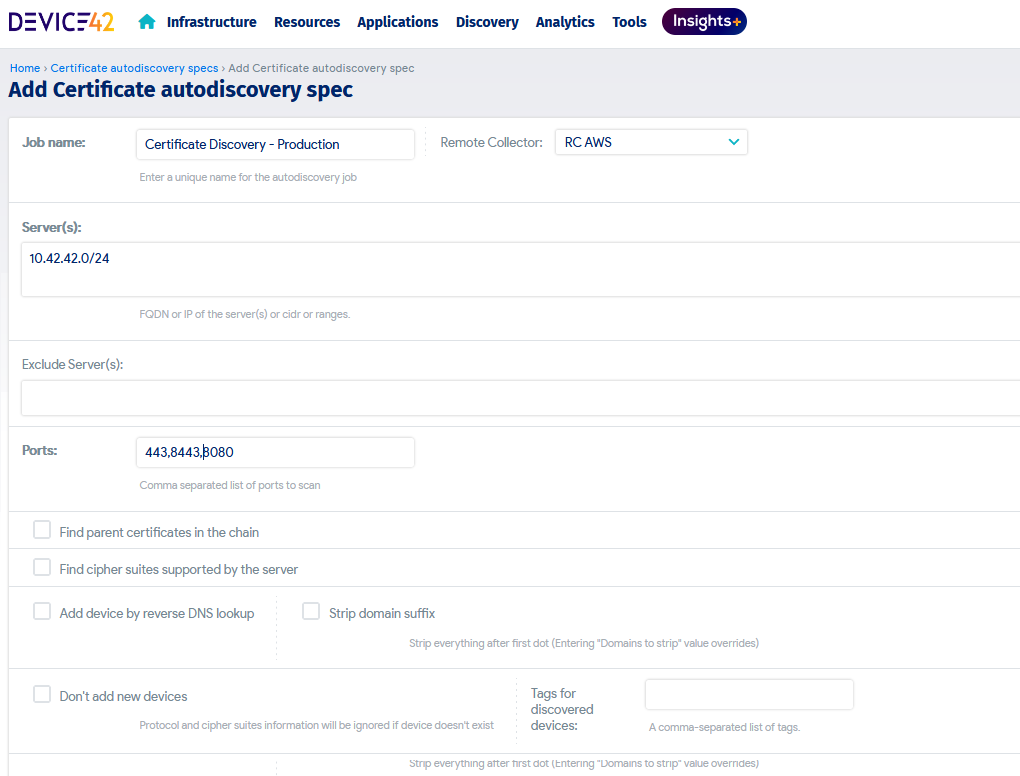 DEVICE42 Infrastructure Resources Applications Discovery Analytics Tools Insights+
Home › Certificate autodiscovery specs › Add Certificate autodiscovery spec
Add Certificate autodiscovery spec
Job name: Certificate Discovery - Production Remote Collector: RC AWS
Enter a unique name for the autodiscovery job
Server(s):
10.42.42.0/24
FQDN or IP of the server(s) or cidr or ranges.
Exclude Server(s):
Ports: 443,8443,8080
Comma separated list of ports to scan
Find parent certificates in the chain
Find cipher suites supported by the server
Add device by reverse DNS lookup Strip domain suffix
Strip everything after first dot (Entering "Domains to strip" value overrides)
Don't add new devices
Protocol and cipher suites information will be ignored if device doesn't exist
Tags for
discovered
devices:
A comma-separated list of tags.
Strip everything after first dot (Entering "Domains to strip" value overrides)